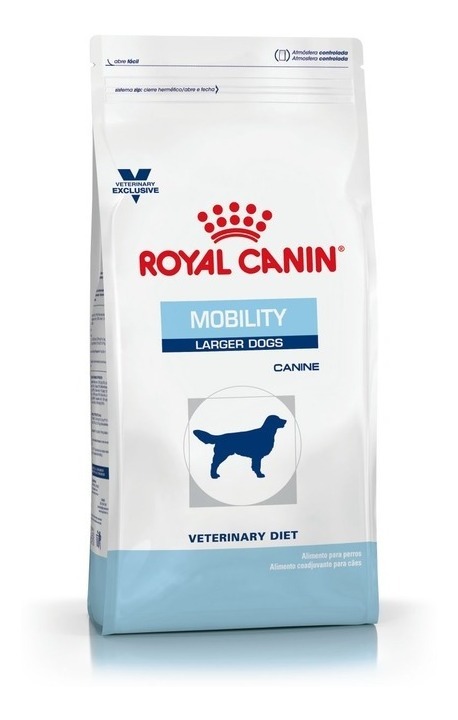 abre fácil
Atmósfera controlada
Atmosfera controlada
sistema zip: cierre hermético/abre e fecha
VETERINARY
EXCLUSIVE
ROYAL CANIN®
MOBILITY
LARGER DOGS
CANINE
VETERINARY DIET
Alimento para perros
Alimento coadjuvante para cães